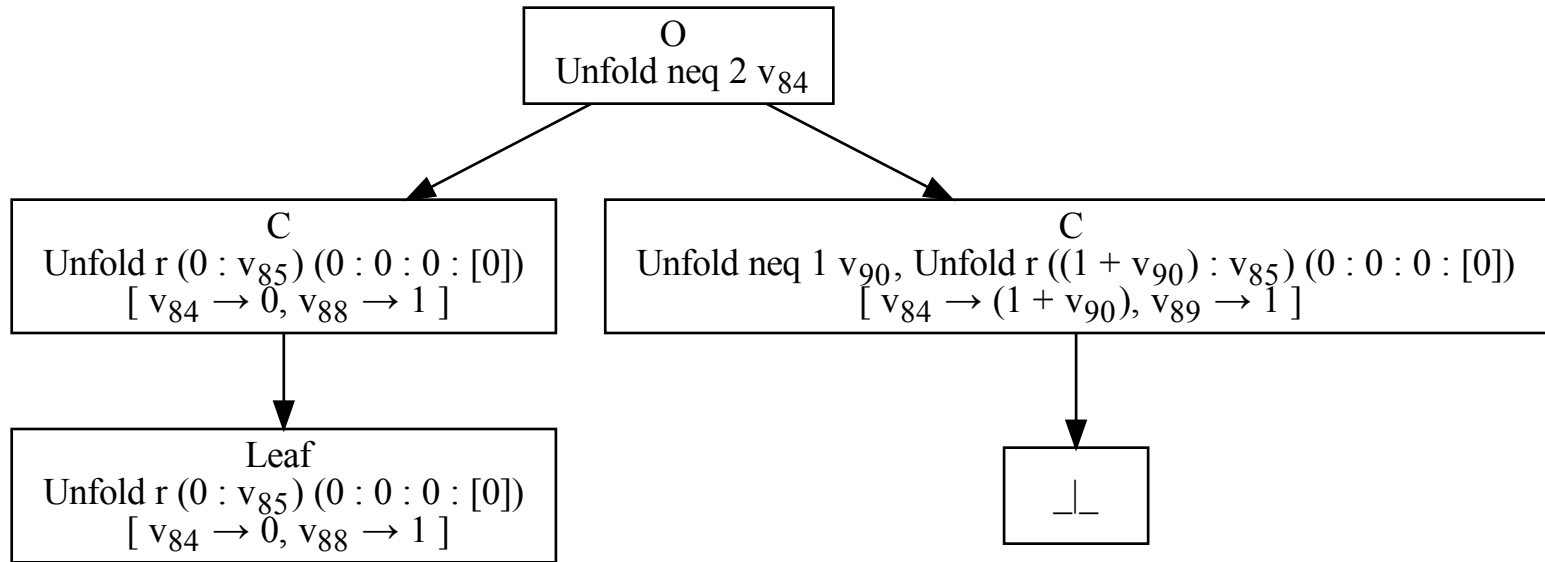 O
Unfold neq 2 v₈₄
C
Unfold r (0 : v₈₅) (0 : 0 : 0 : [0])
[ v₈₄ → 0, v₈₈ → 1 ]
C
Unfold neq 1 v₉₀, Unfold r ((1 + v₉₀) : v₈₅) (0 : 0 : 0 : [0])
[ v₈₄ → (1 + v₉₀), v₈₉ → 1 ]
Leaf
Unfold r (0 : v₈₅) (0 : 0 : 0 : [0])
[ v₈₄ → 0, v₈₈ → 1 ]
_|_